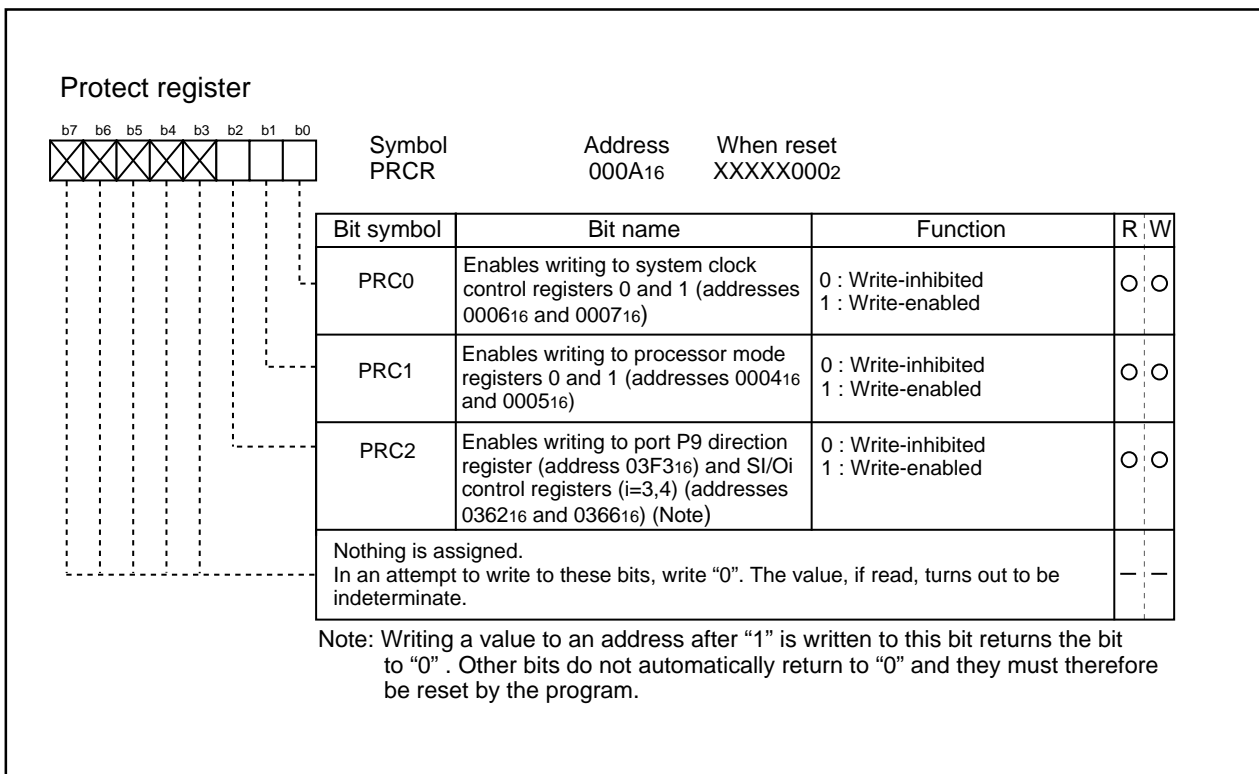 Protect register
b7 b6 b5 b4 b3 b2 b1 b0
Symbol Address When reset
PRCR 000A16 XXXXX0002
Bit symbol Bit name Function R W
PRC0 Enables writing to system clock control registers 0 and 1 (addresses 000616 and 000716) 0 : Write-inhibited 1 : Write-enabled
PRC1 Enables writing to processor mode registers 0 and 1 (addresses 000416 and 000516) 0 : Write-inhibited 1 : Write-enabled
PRC2 Enables writing to port P9 direction register (address 03F316) and SI/Oi control registers (i=3,4) (addresses 036216 and 036616) (Note) 0 : Write-inhibited 1 : Write-enabled
Nothing is assigned.
In an attempt to write to these bits, write “0”. The value, if read, turns out to be
indeterminate.
Note: Writing a value to an address after “1” is written to this bit returns the bit
to “0” . Other bits do not automatically return to “0” and they must therefore
be reset by the program.